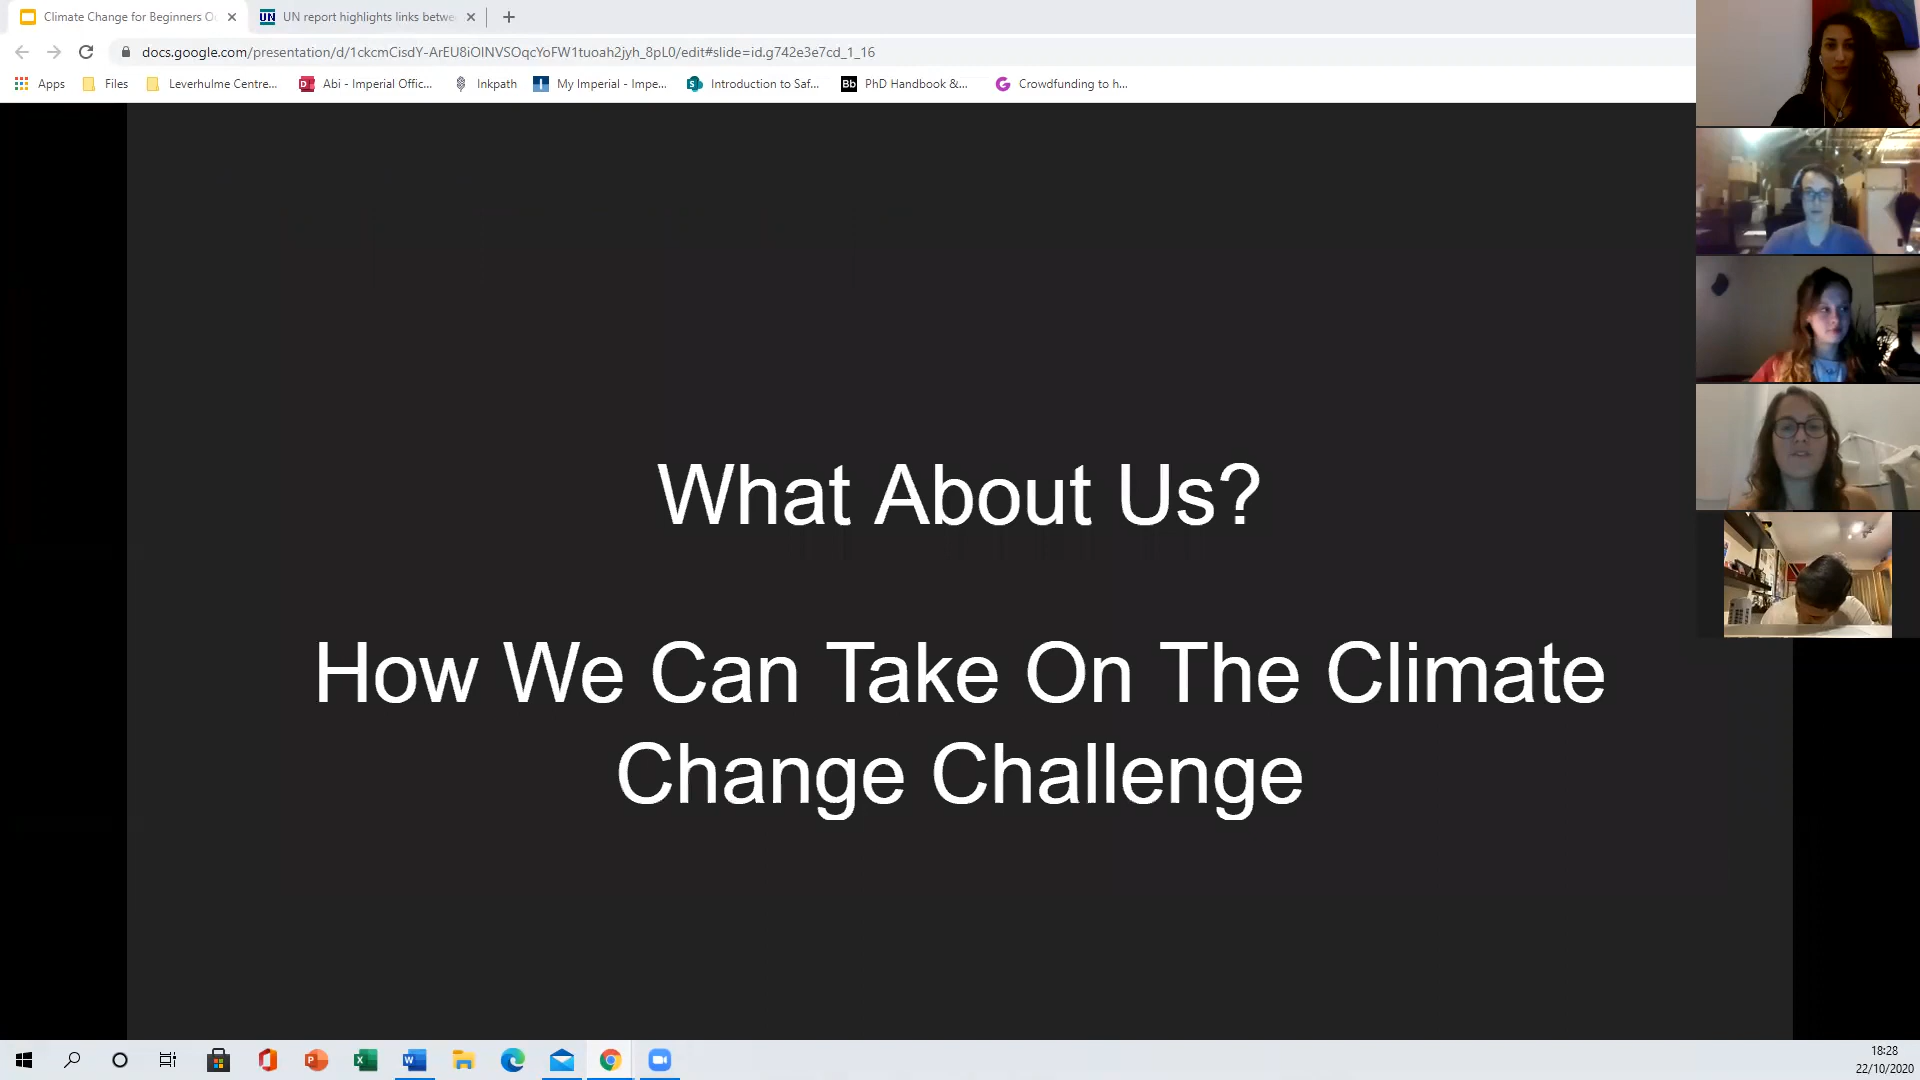 Climate Change for Beginners O
UN report highlights links betwe
docs.google.com/presentation/d/1ckcmCisdY-ArEU8iOINVSOqcYoFW1tuoah2jyh_8pL0/edit#slide=id.g742e3e7cd_1_16
Apps Files Leverhulme Centre... Abi - Imperial Offic... Inkpath My Imperial - Impe... Introduction to Saf... Bb PhD Handbook &... Crowdfunding to h...
What About Us?
How We Can Take On The Climate
Change Challenge
18:28
22/10/2020